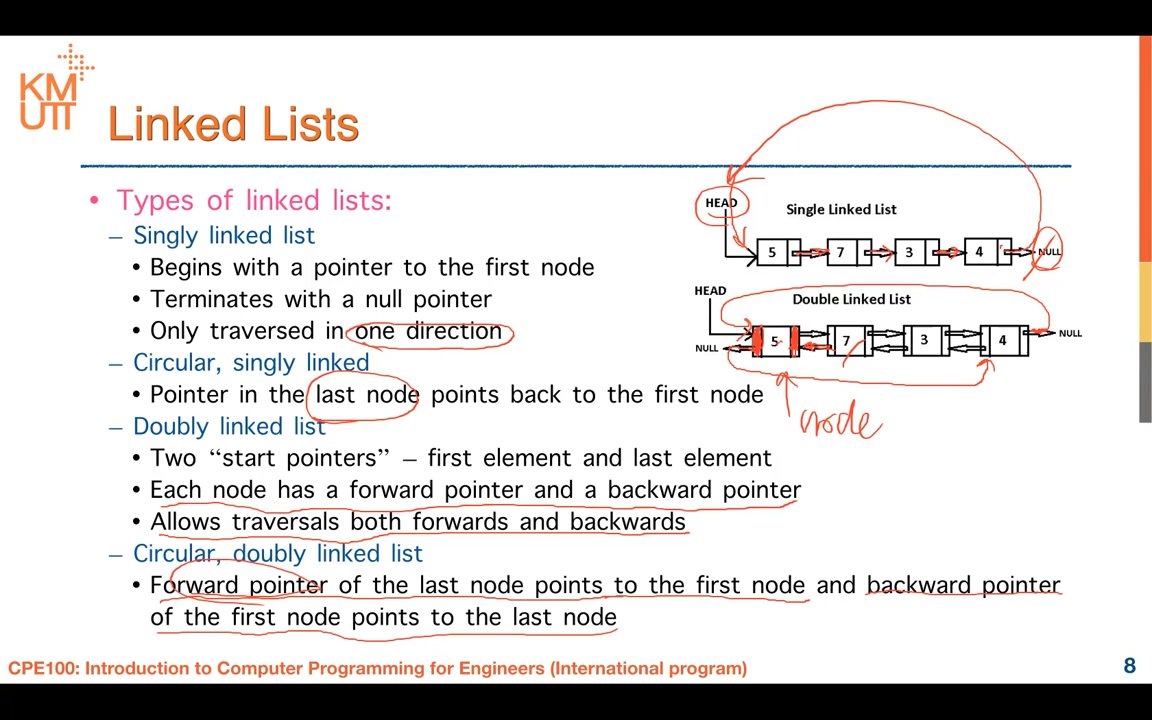 KM
UTT
Linked Lists
• Types of linked lists:
– Singly linked list
• Begins with a pointer to the first node
• Terminates with a null pointer
• Only traversed in one direction
– Circular, singly linked
• Pointer in the last node points back to the first node
– Doubly linked list
• Two “start pointers” – first element and last element
• Each node has a forward pointer and a backward pointer
• Allows traversals both forwards and backwards
– Circular, doubly linked list
• Forward pointer of the last node points to the first node and backward pointer
of the first node points to the last node
HEAD
Single Linked List
5 7 3 4 NULL
HEAD
Double Linked List
NULL 5 7 3 4 NULL
node
CPE100: Introduction to Computer Programming for Engineers (International program)
8